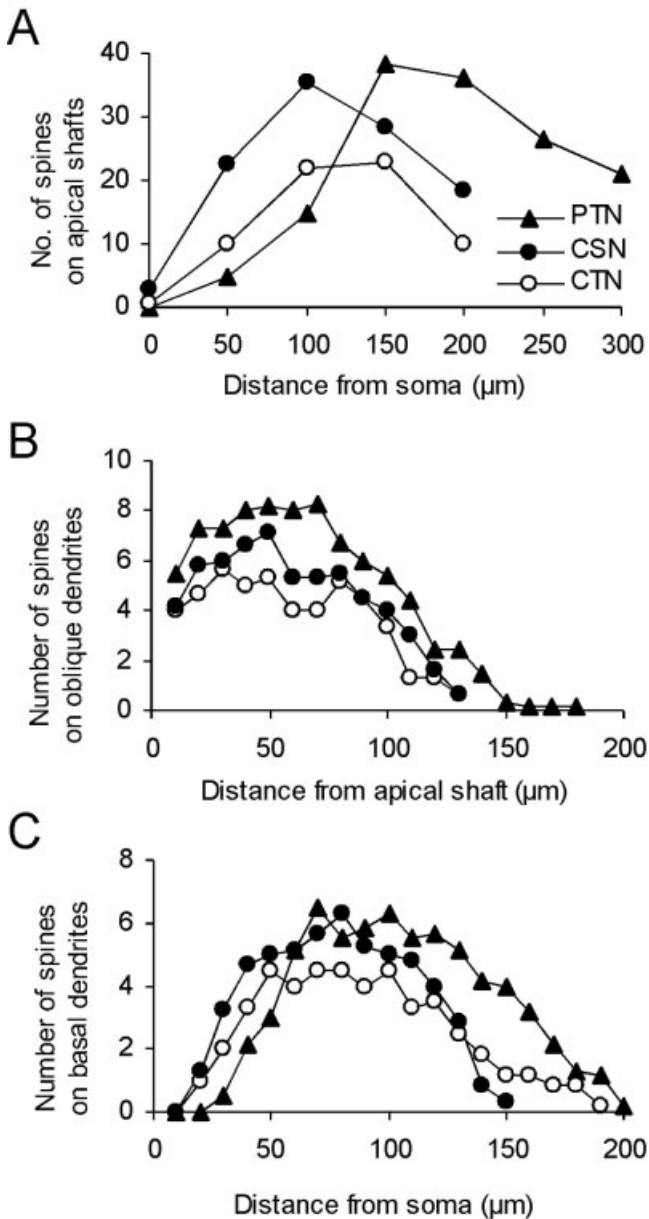 A
No. of spines
on apical shafts
40
30
20
10
0
PTN
CSN
CTN
0 50 100 150 200 250 300
Distance from soma (µm)
B
Number of spines
on oblique dendrites
10
8
6
4
2
0
0 50 100 150 200
Distance from apical shaft (µm)
C
Number of spines
on basal dendrites
8
6
4
2
0
0 50 100 150 200
Distance from soma (µm)